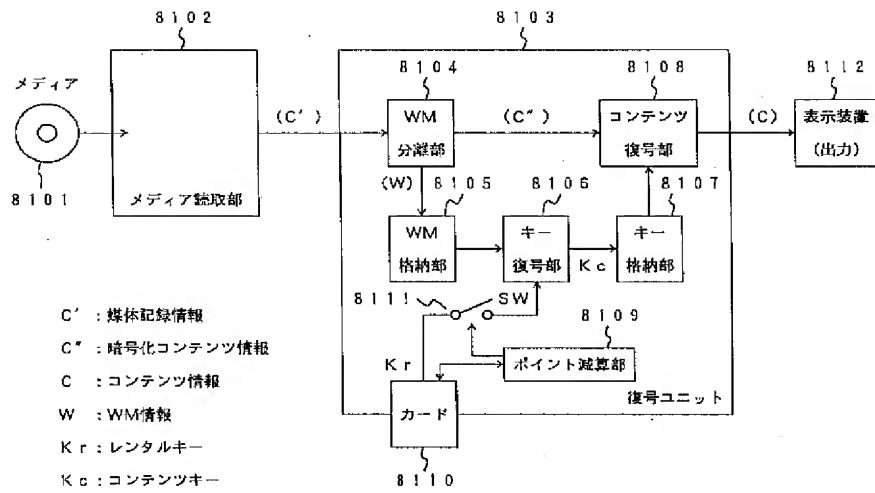 8102
8103
8104
8108
8112
メディア
(C')
WM
分離部
(C")
コンテンツ
復号部
(C)
表示装置
(出力)
8101
メディア読取部
(W)
8105
8106
8107
WM
格納部
キー
復号部
Kc
キー
格納部
8111
SW
8109
Kr
ポイント減算部
カード
復号ユニット
8110
C':媒体記録情報
C":暗号化コンテンツ情報
C:コンテンツ情報
W:WM情報
Kr:レンタルキー
Kc:コンテンツキー